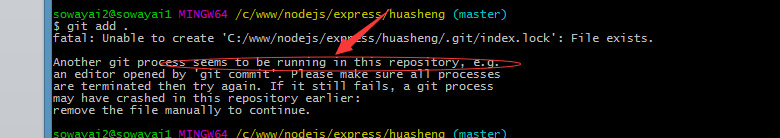 sowayai2@sowayai1 MINGW64 /c/www/nodejs/express/huasheng (master)
$ git add .
fatal: Unable to create 'C:/www/nodejs/express/huasheng/.git/index.lock': File exists.
Another git process seems to be running in this repository, e.g.
an editor opened by 'git commit'. Please make sure all processes
are terminated then try again. If it still fails, a git process
may have crashed in this repository earlier:
remove the file manually to continue.
sowayai2@sowayai1 MINGW64 /c/www/nodejs/express/huasheng (master)